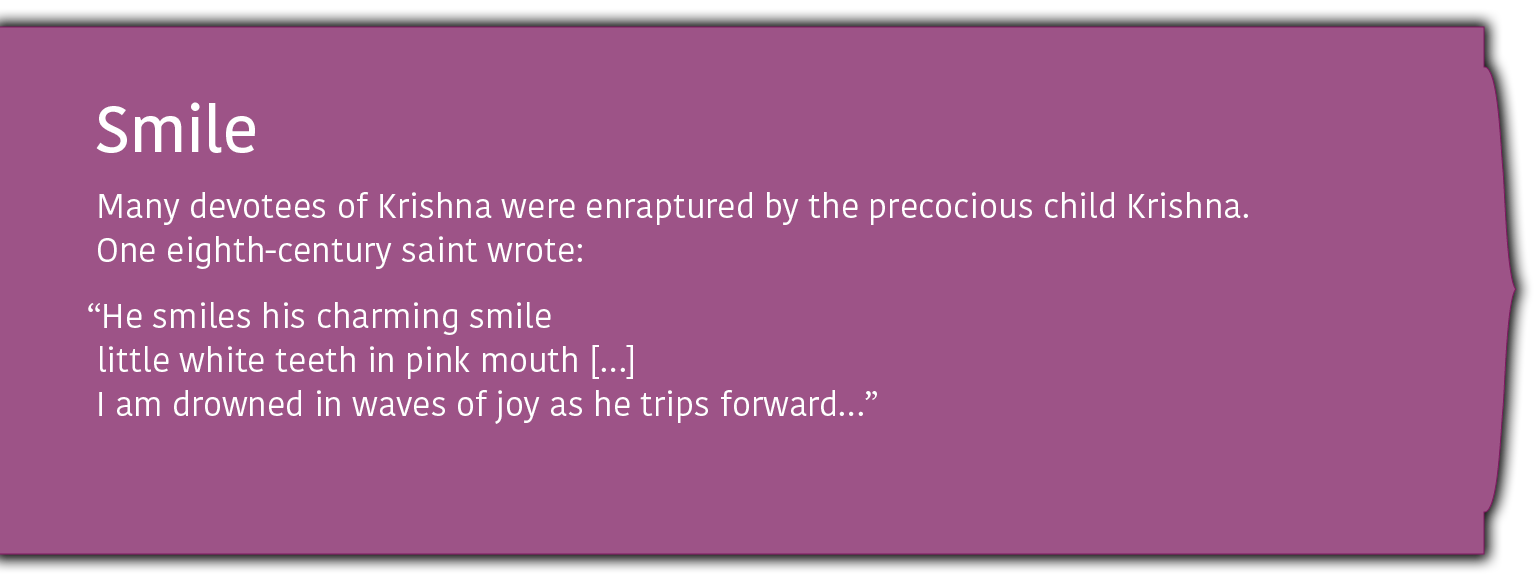 Smile
Many devotees of Krishna were enraptured by the precocious child Krishna.
One eighth-century saint wrote:
“He smiles his charming smile
little white teeth in pink mouth [...]
I am drowned in waves of joy as he trips forward...”